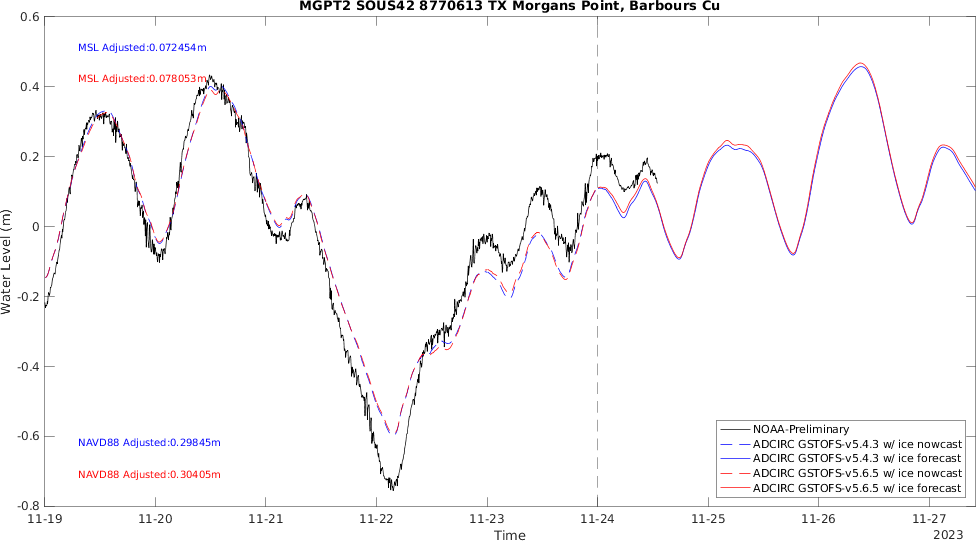 MGPT2 SOUS42 8770613 TX Morgans Point, Barbours Cu
0.6
0.4
0.2
0
-0.2
-0.4
-0.6
-0.8
Water Level (m)
MSL Adjusted:0.072454m
MSL Adjusted:0.078053m
NAVD88 Adjusted:0.29845m
NAVD88 Adjusted:0.30405m
NOAA-Preliminary
ADCIRC GSTOFS-v5.4.3 w/ ice nowcast
ADCIRC GSTOFS-v5.4.3 w/ ice forecast
ADCIRC GSTOFS-v5.6.5 w/ ice nowcast
ADCIRC GSTOFS-v5.6.5 w/ ice forecast
11-19 11-20 11-21 11-22 11-23 11-24 11-25 11-26 11-27
Time
2023